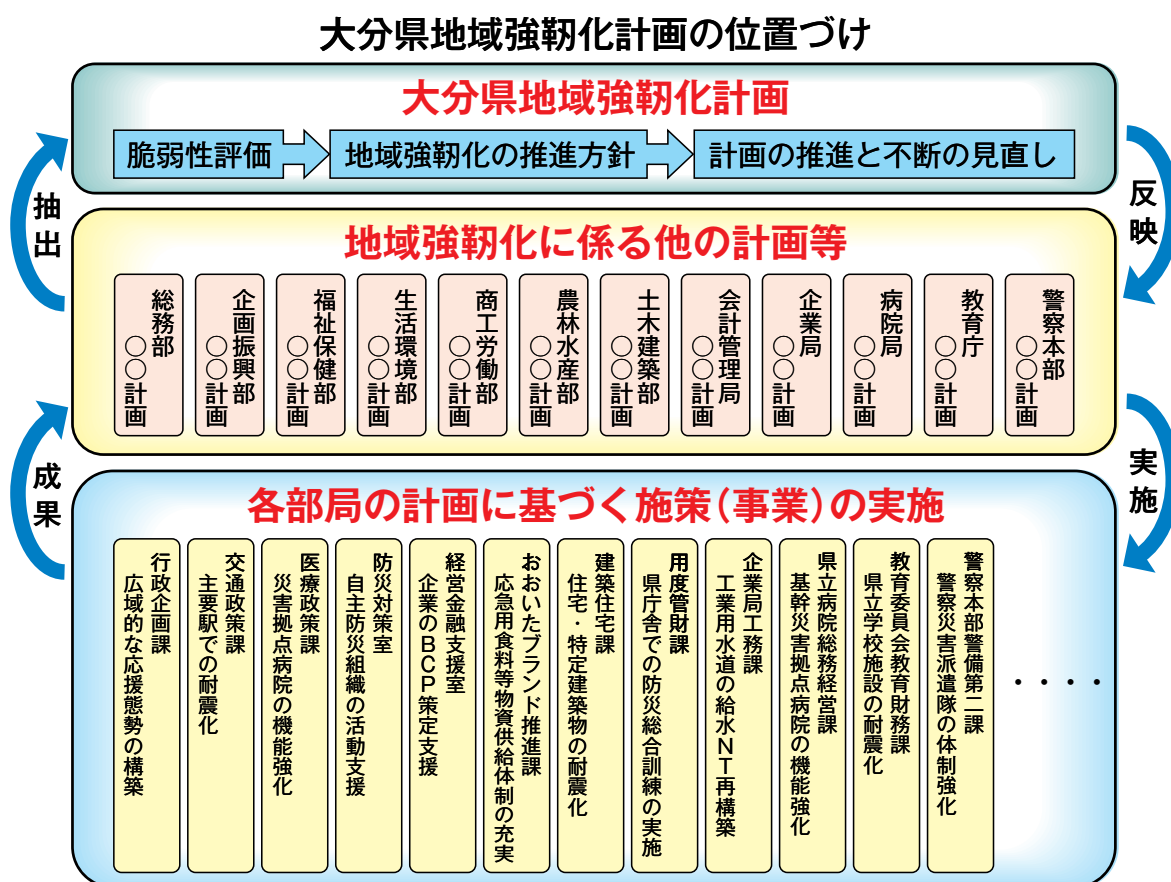 大分県地域強靭化計画の位置づけ
大分県地域強靭化計画
脆弱性評価
地域強靭化の推進方針
計画の推進と不断の見直し
抽出
反映
地域強靭化に係る他の計画等
総務部
○○計画
企画振興部
○○計画
福祉保健部
○○計画
生活環境部
○○計画
商工労働部
○○計画
農林水産部
○○計画
土木建築部
○○計画
会計管理局
○○計画
企業局
○○計画
病院局
○○計画
教育庁
○○計画
警察本部
○○計画
成果
実施
各部局の計画に基づく施策(事業)の実施
行政企画課
広域的な応援態勢の構築
交通政策課
主要駅での耐震化
医療政策課
災害拠点病院の機能強化
防災対策室
自主防災組織の活動支援
経営金融支援室
企業のBCP策定支援
おおいたブランド推進課
応急用食料等物資供給体制の充実
建築住宅課
住宅・特定建築物の耐震化
用度管財課
県庁舎での防災総合訓練の実施
企業局工務課
工業用水道の給水NT再構築
県立病院総務経営課
基幹災害拠点病院の機能強化
教育委員会教育財務課
県立学校施設の耐震化
警察本部警備第二課
警察災害派遣隊の体制強化
・・・・